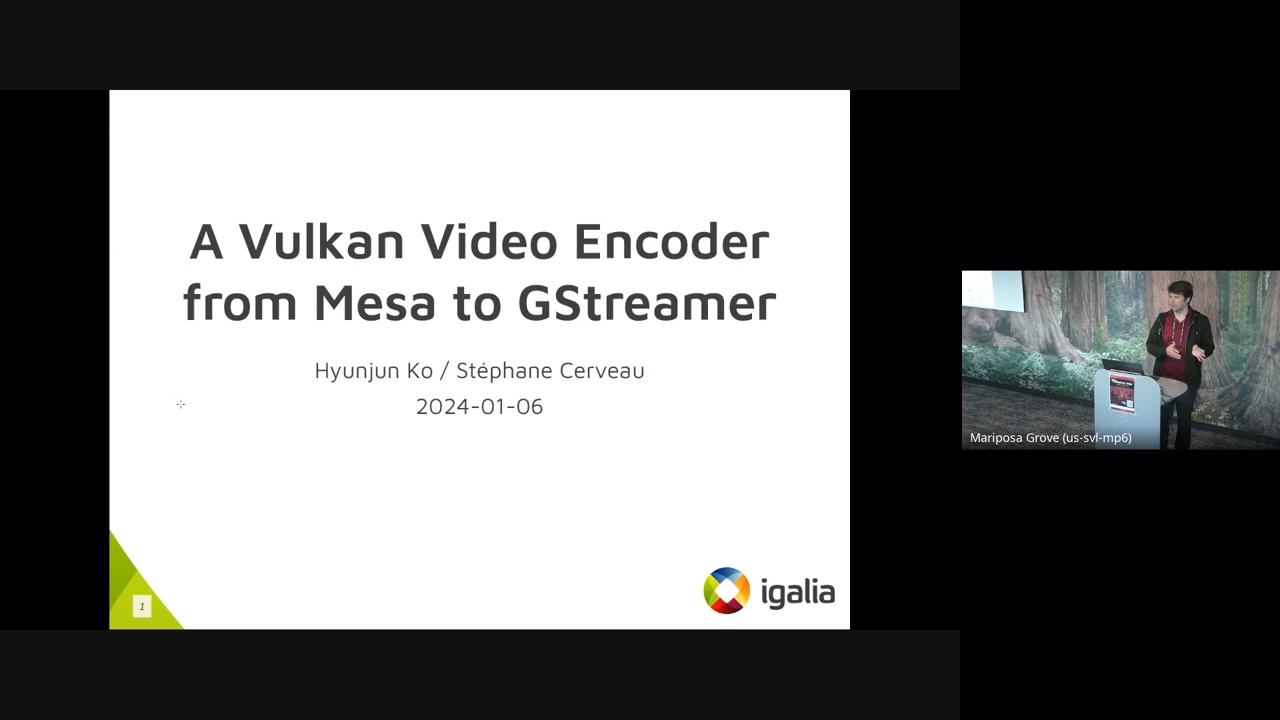 A Vulkan Video Encoder
from Mesa to GStreamer
Hyunjun Ko / Stéphane Cerveau
2024-01-06
1
igalia
Mariposa Grove (us-svl-mp6)